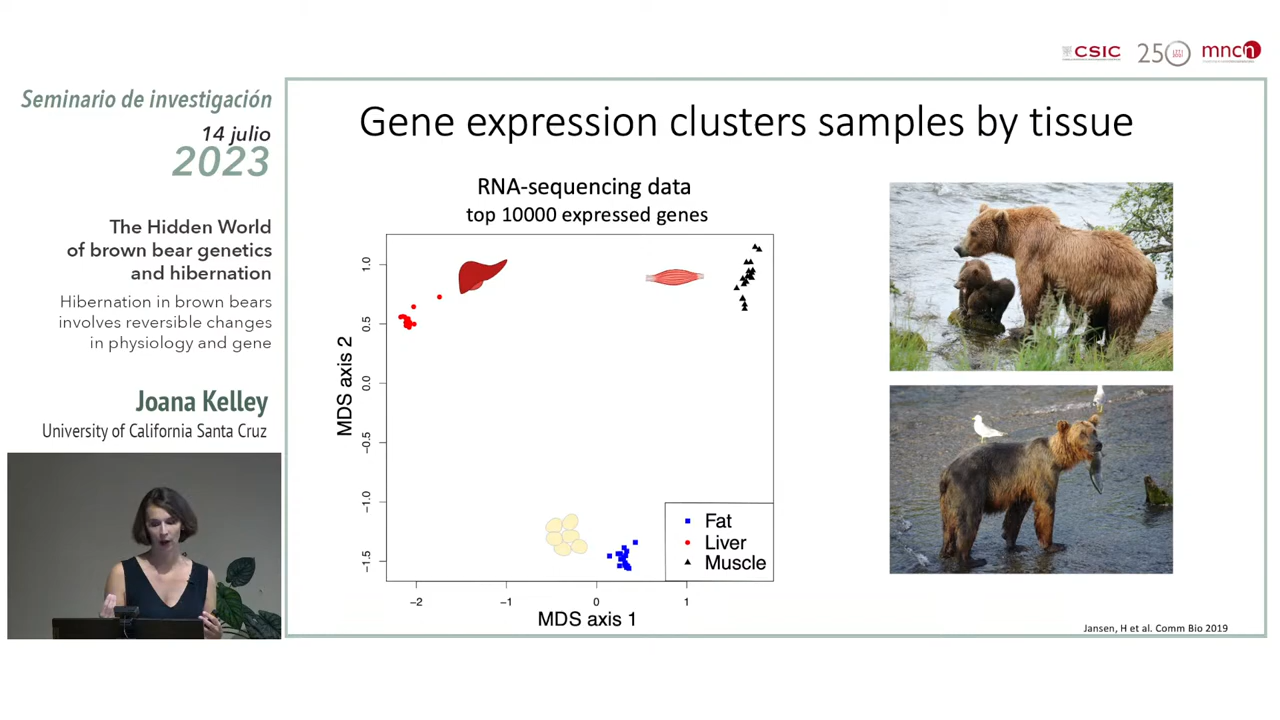 CSIC
250
mncn
Seminario de investigación
14 julio
2023
The Hidden World
of brown bear genetics
and hibernation
Hibernation in brown bears
involves reversible changes
in physiology and gene
Joana Kelley
University of California Santa Cruz
Gene expression clusters samples by tissue
RNA-sequencing data
top 10000 expressed genes
MDS axis 2
1.0
0.5
0.0
−0.5
−1.0
−1.5
Fat
Liver
Muscle
−2
−1
0
1
MDS axis 1
Jansen, H et al. Comm Bio 2019